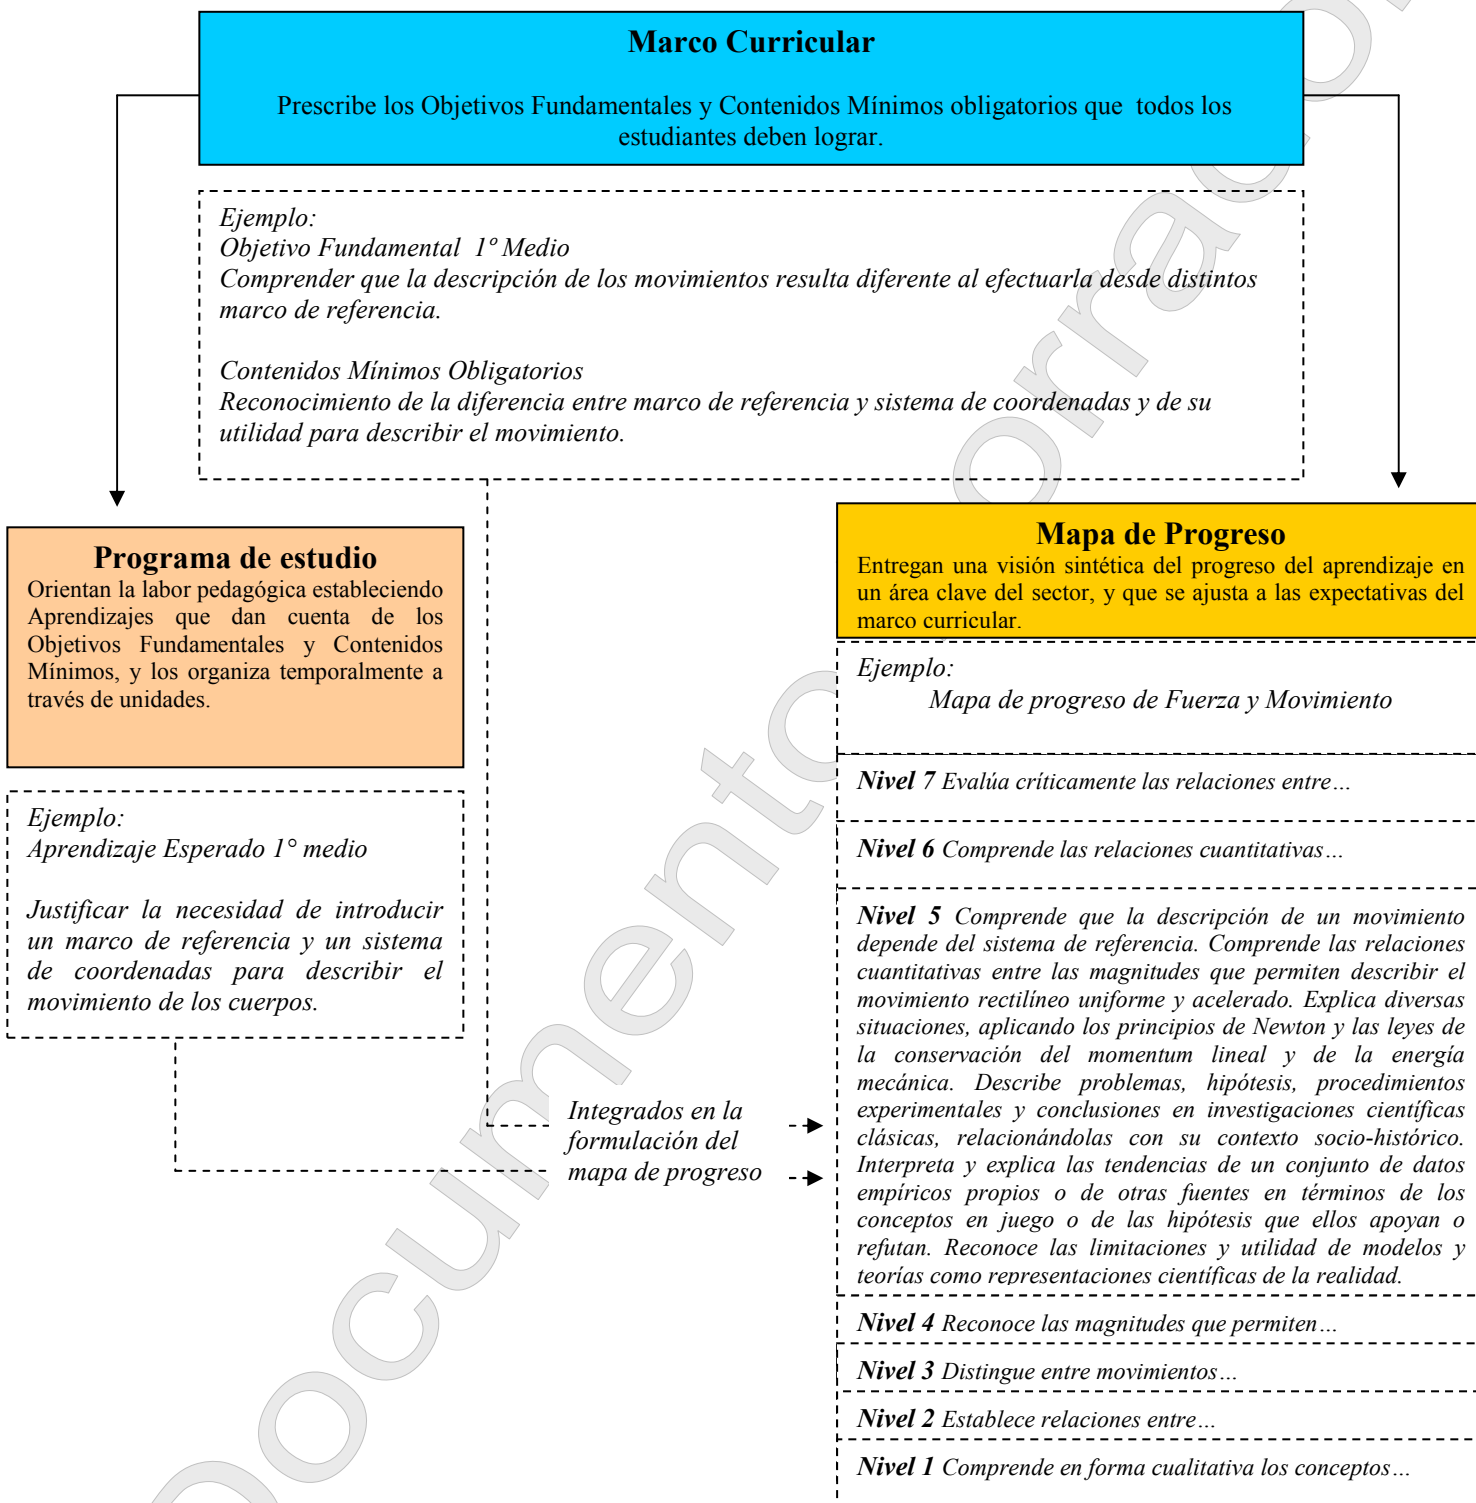 Marco Curricular
Prescribe los Objetivos Fundamentales y Contenidos Mínimos obligatorios que todos los
estudiantes deben lograr.
Ejemplo:
Objetivo Fundamental 1º Medio
Comprender que la descripción de los movimientos resulta diferente al efectuarla desde distintos
marco de referencia.
Contenidos Mínimos Obligatorios
Reconocimiento de la diferencia entre marco de referencia y sistema de coordenadas y de su
utilidad para describir el movimiento.
Programa de estudio
Orientan la labor pedagógica estableciendo
Aprendizajes que dan cuenta de los
Objetivos Fundamentales y Contenidos
Mínimos, y los organiza temporalmente a
través de unidades.
Ejemplo:
Aprendizaje Esperado 1° medio
Justificar la necesidad de introducir
un marco de referencia y un sistema
de coordenadas para describir el
movimiento de los cuerpos.
Integrados en la
formulación del
mapa de progreso
Mapa de Progreso
Entregan una visión sintética del progreso del aprendizaje en
un área clave del sector, y que se ajusta a las expectativas del
marco curricular.
Ejemplo:
Mapa de progreso de Fuerza y Movimiento
Nivel 7 Evalúa críticamente las relaciones entre…
Nivel 6 Comprende las relaciones cuantitativas…
Nivel 5 Comprende que la descripción de un movimiento
depende del sistema de referencia. Comprende las relaciones
cuantitativas entre las magnitudes que permiten describir el
movimiento rectilíneo uniforme y acelerado. Explica diversas
situaciones, aplicando los principios de Newton y las leyes de
la conservación del momentum lineal y de la energía
mecánica. Describe problemas, hipótesis, procedimientos
experimentales y conclusiones en investigaciones científicas
clásicas, relacionándolas con su contexto socio-histórico.
Interpreta y explica las tendencias de un conjunto de datos
empíricos propios o de otras fuentes en términos de los
conceptos en juego o de las hipótesis que ellos apoyan o
refutan. Reconoce las limitaciones y utilidad de modelos y
teorías como representaciones científicas de la realidad.
Nivel 4 Reconoce las magnitudes que permiten…
Nivel 3 Distingue entre movimientos…
Nivel 2 Establece relaciones entre…
Nivel 1 Comprende en forma cualitativa los conceptos…
Documento